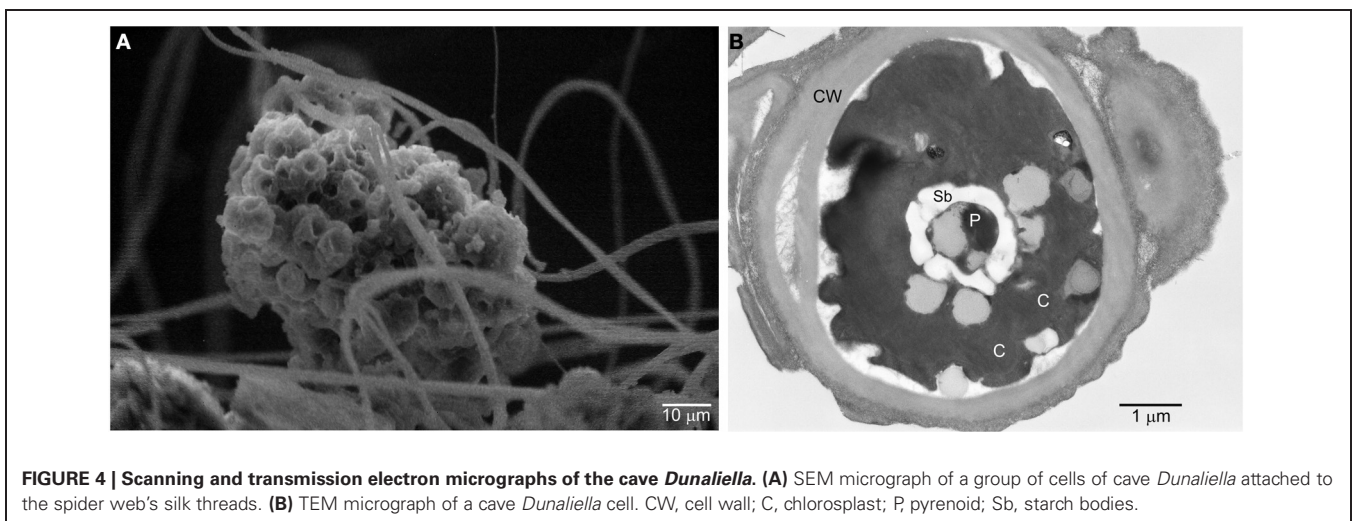 A
B
CW
Sb
P
C
C
10 µm
1 µm
FIGURE 4 | Scanning and transmission electron micrographs of the cave Dunaliella. (A) SEM micrograph of a group of cells of cave Dunaliella attached to
the spider web's silk threads. (B) TEM micrograph of a cave Dunaliella cell. CW, cell wall; C, chlorosplast; P, pyrenoid; Sb, starch bodies.